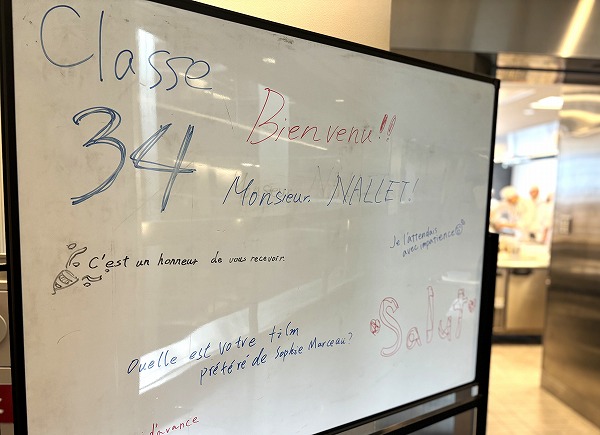 Classe
34
Bienvenu!!
Monsieur. NALLET!
Je l'attendais
avec impatience
C'est un honneur de vous recevoir.
Salut
Quelle est votre film
préféré de Sophie Marceau?
d'avance